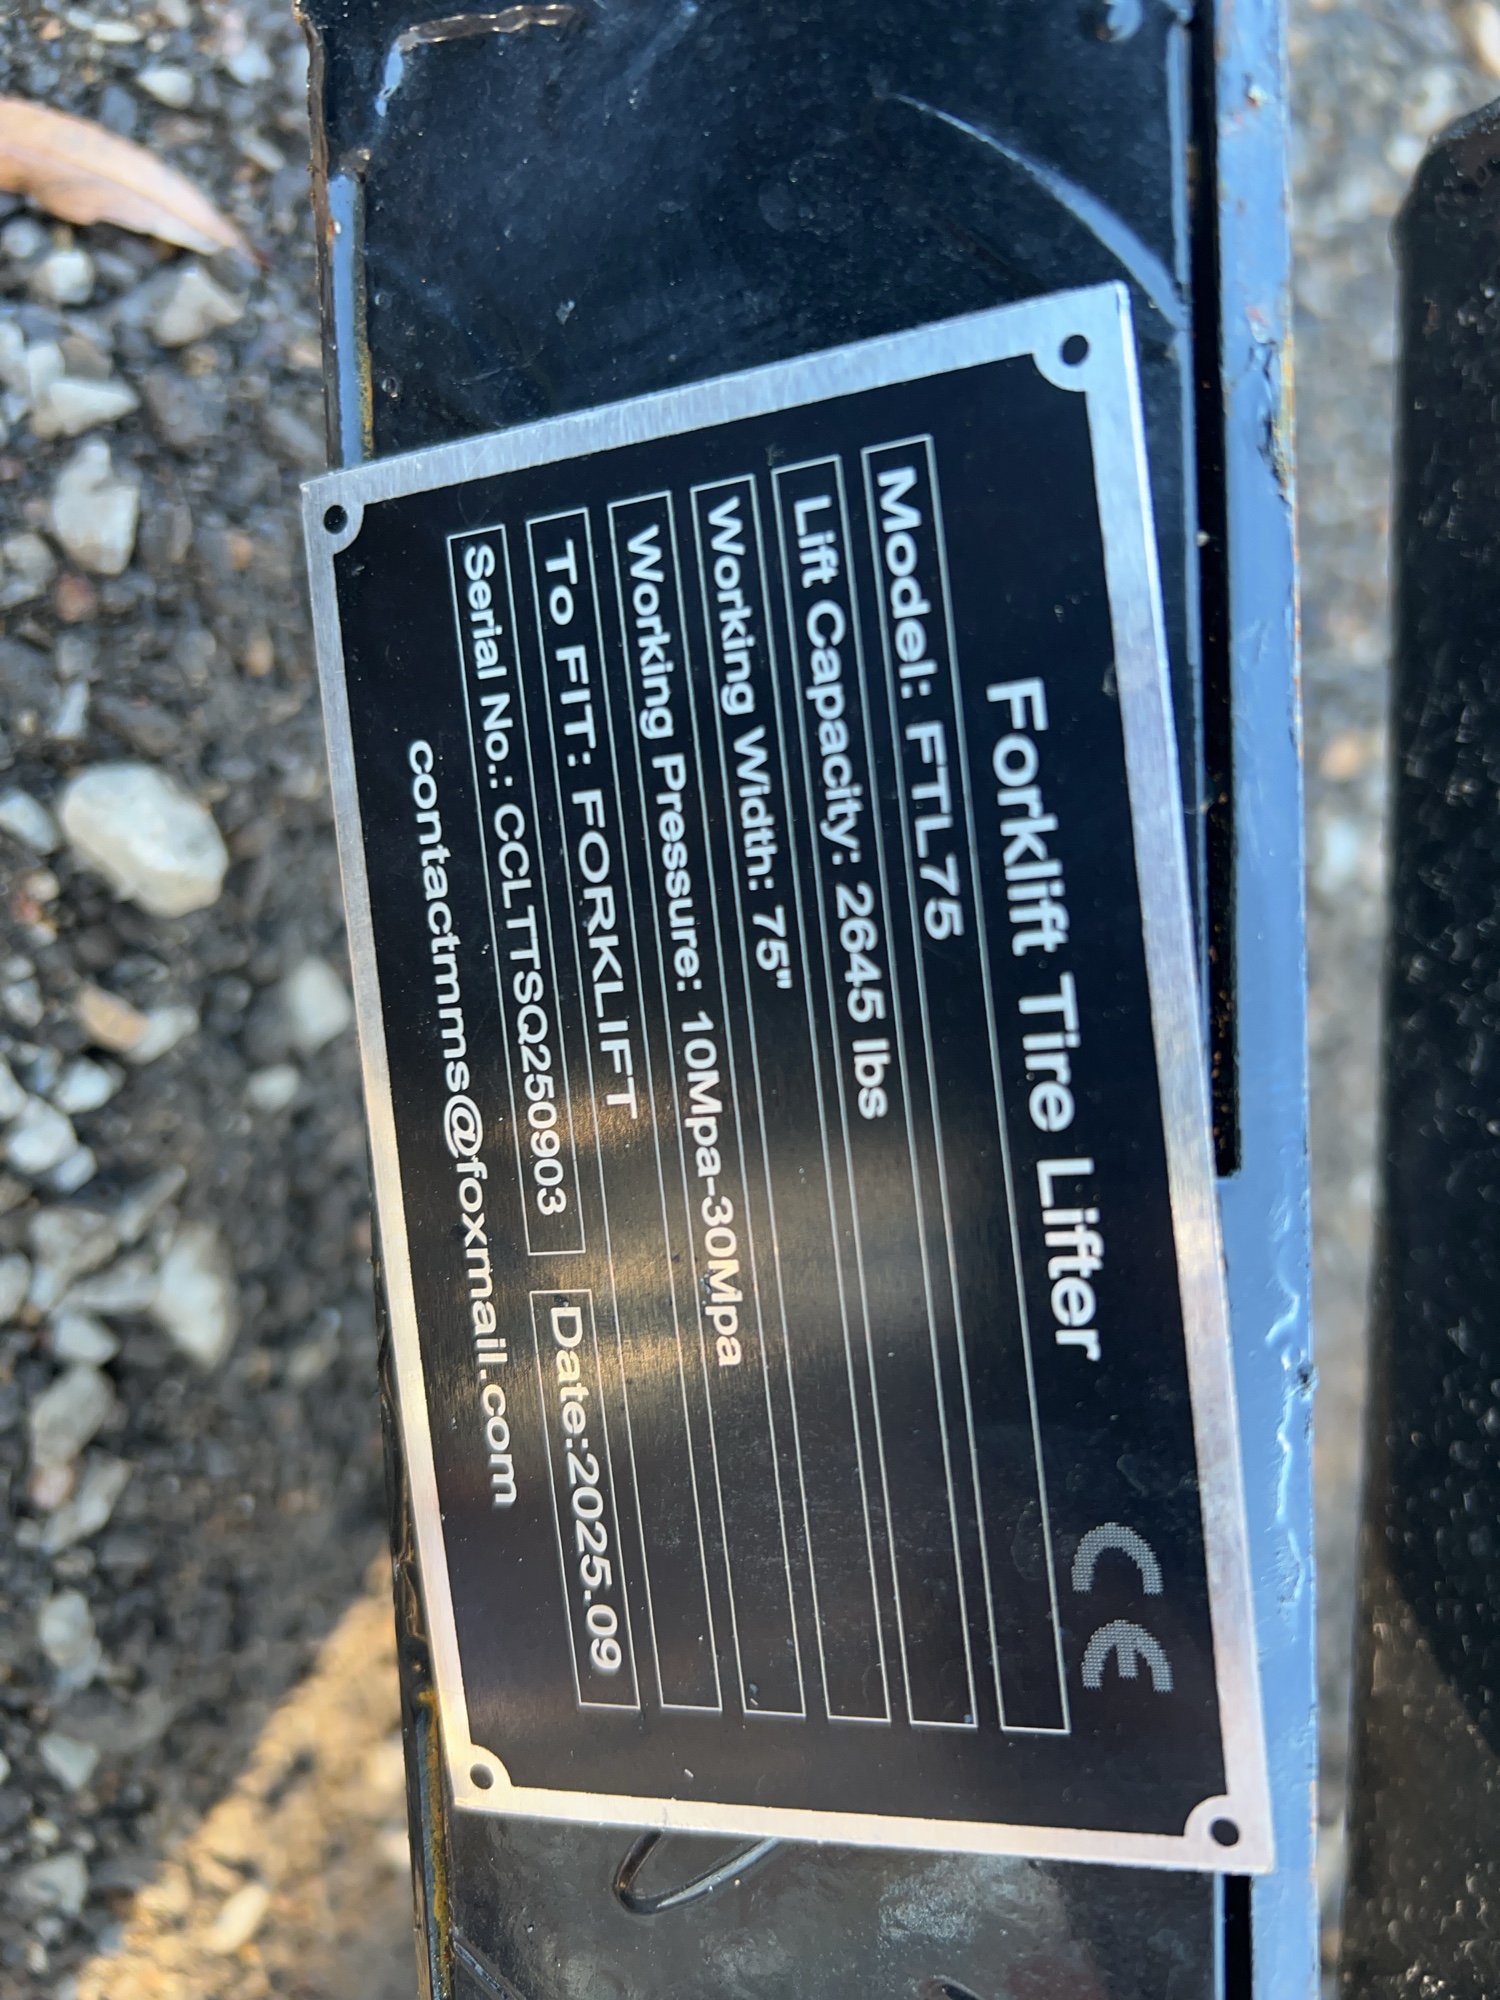 Forklift Tire Lifter
CE
Model: FTL75
Lift Capacity: 2645 lbs
Working Width: 75"
Working Pressure: 10Mpa-30Mpa
To FIT: FORKLIFT
Serial No.: CCLTTSQ250903 Date:2025.09
contactmms@foxmail.com